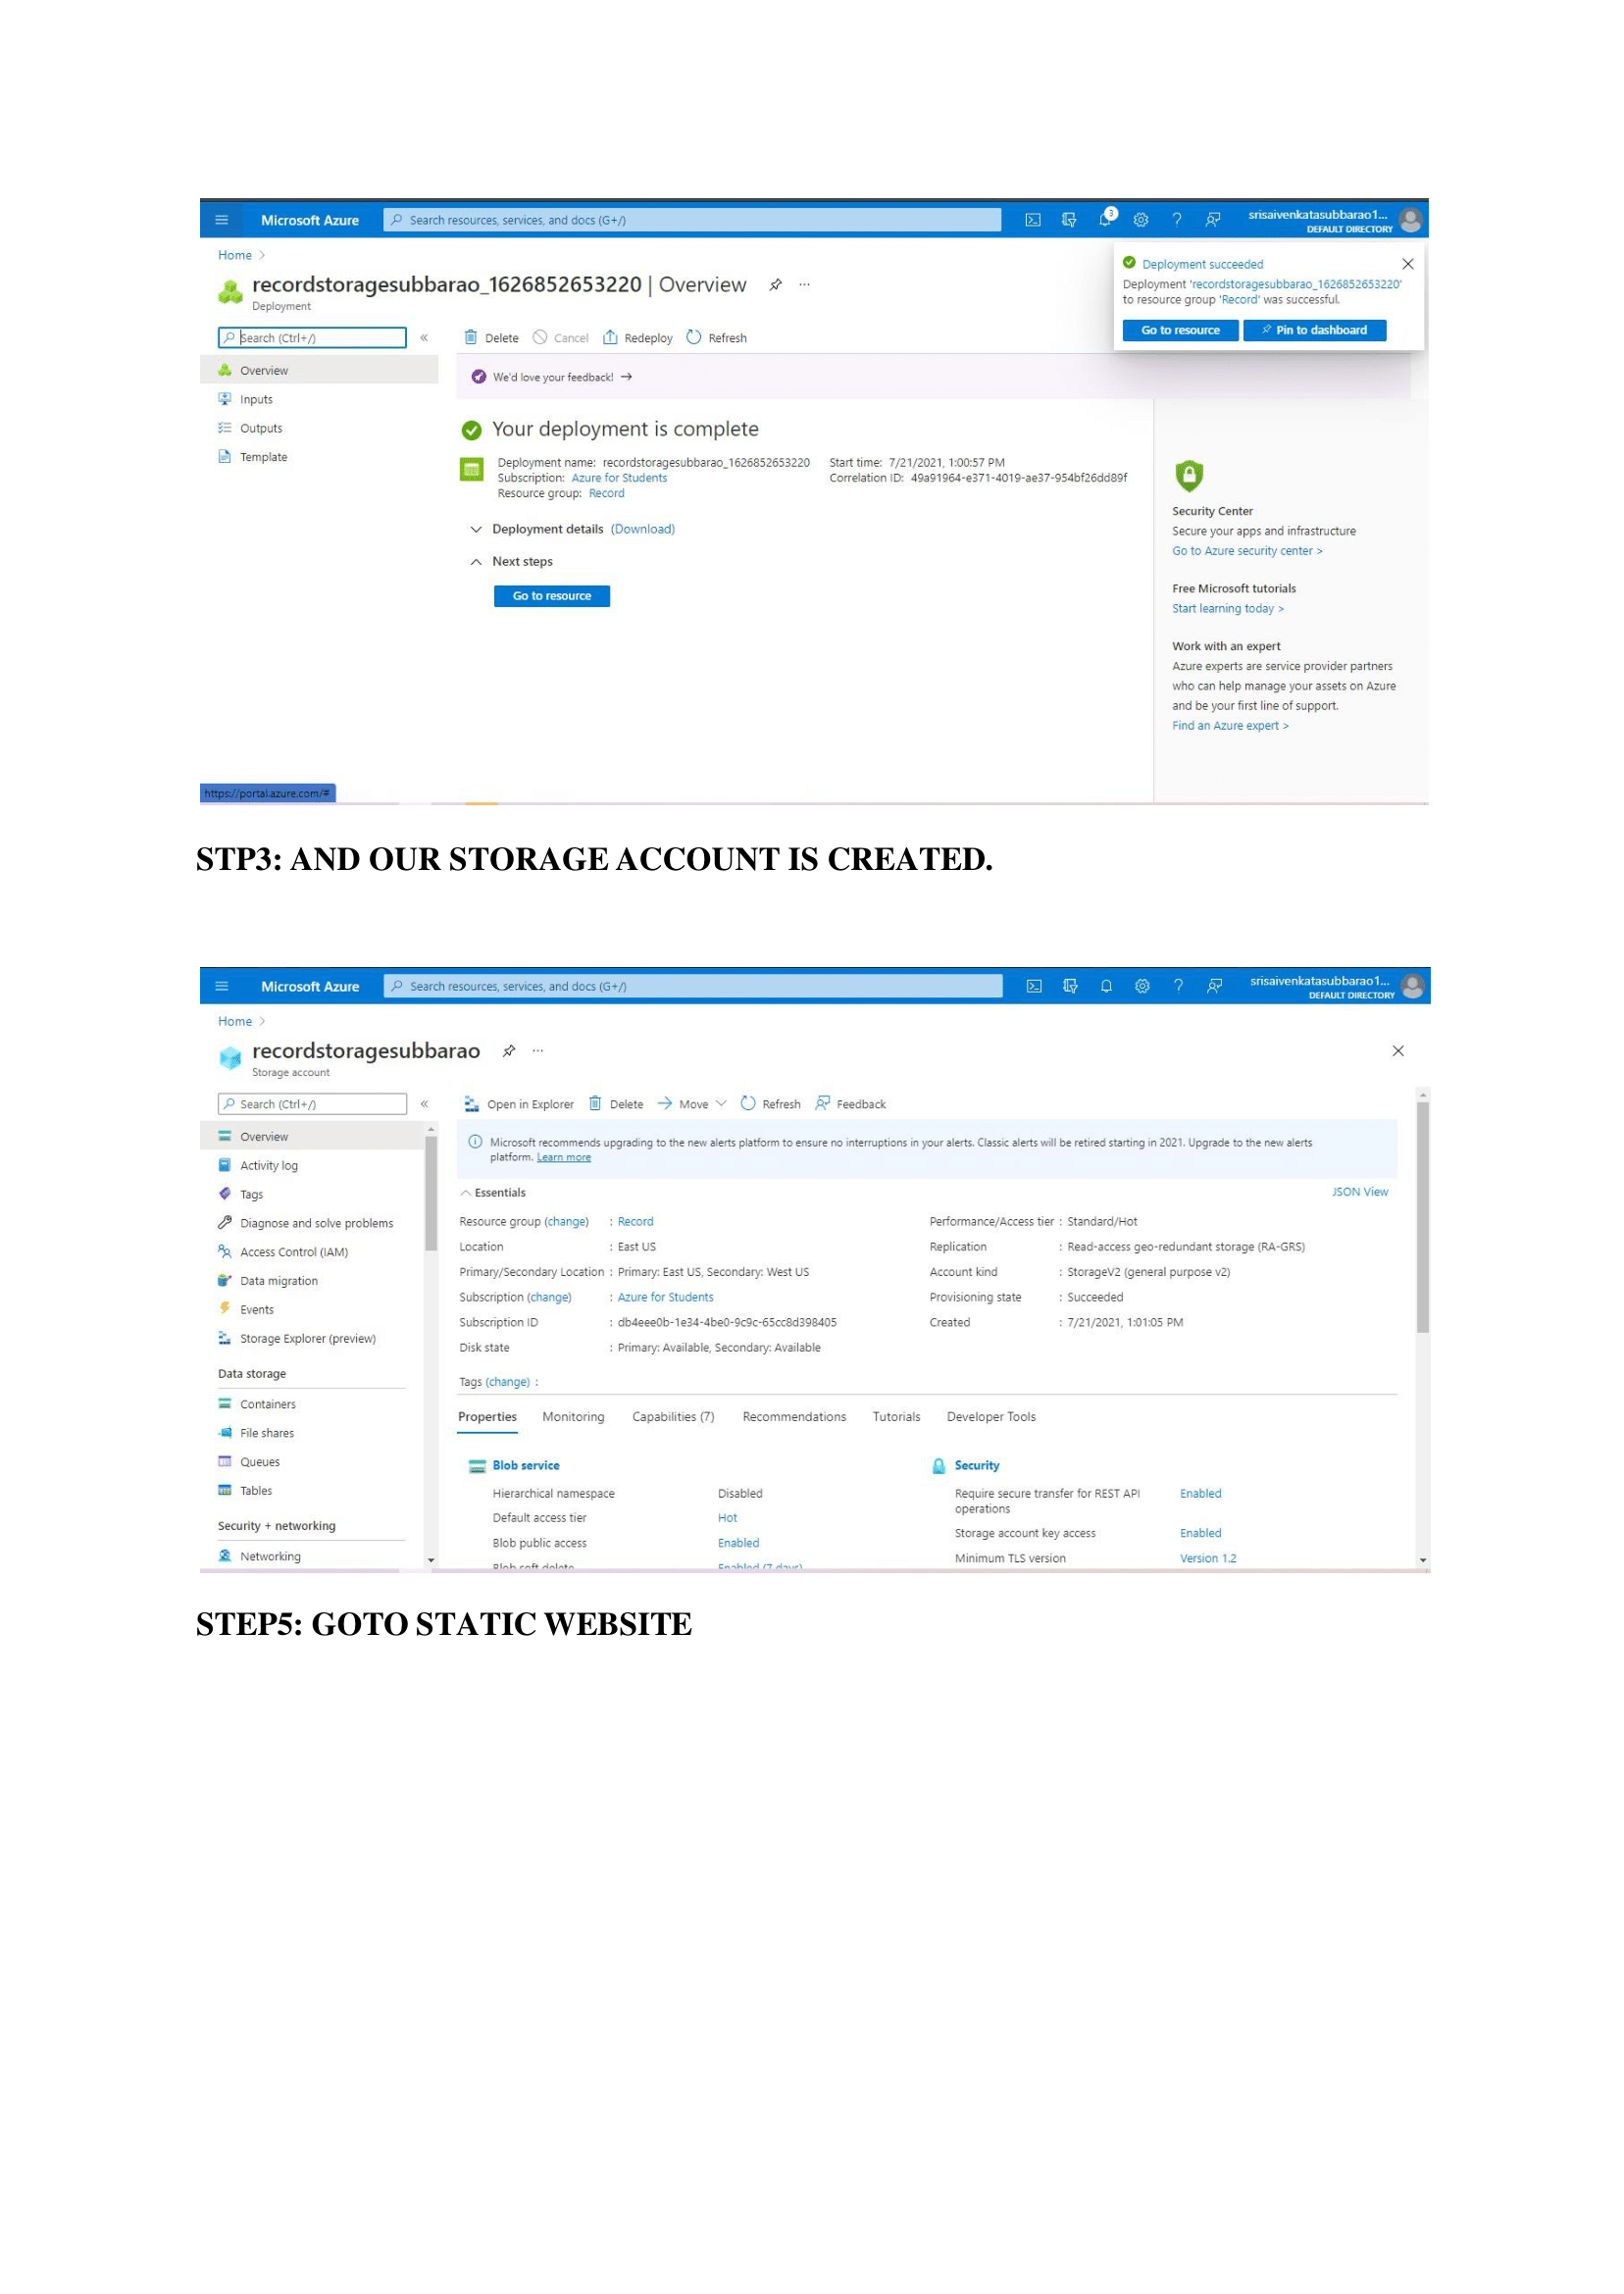 Microsoft Azure
Search resources, services, and docs (G+/)
3
srisaivenkatasubbarao1...
DEFAULT DIRECTORY
Home >
recordstoragesubbarao_1626852653220 | Overview
...
Deployment
Deployment succeeded
Deployment 'recordstoragesubbarao_1626852653220'
to resource group 'Record' was successful.
Go to resource
Pin to dashboard
Search (Ctrl+/)
«
Delete
Cancel
Redeploy
Refresh
Overview
Inputs
Outputs
Template
We'd love your feedback! →
Your deployment is complete
Deployment name: recordstoragesubbarao_1626852653220
Subscription: Azure for Students
Resource group: Record
Start time: 7/21/2021, 1:00:57 PM
Correlation ID: 49a91964-e371-4019-ae37-954bf26dd89f
Deployment details (Download)
Next steps
Go to resource
Security Center
Secure your apps and infrastructure
Go to Azure security center >
Free Microsoft tutorials
Start learning today >
Work with an expert
Azure experts are service provider partners
who can help manage your assets on Azure
and be your first line of support.
Find an Azure expert >
https://portal.azure.com/#
STP3: AND OUR STORAGE ACCOUNT IS CREATED.
Microsoft Azure
Search resources, services, and docs (G+/)
srisaivenkatasubbarao1...
DEFAULT DIRECTORY
Home >
recordstoragesubbarao
...
Storage account
Search (Ctrl+/)
«
Open in Explorer
Delete
Move
Refresh
Feedback
Overview
Activity log
Tags
Diagnose and solve problems
Access Control (IAM)
Data migration
Events
Storage Explorer (preview)
Data storage
Containers
File shares
Queues
Tables
Security + networking
Networking
Microsoft recommends upgrading to the new alerts platform to ensure no interruptions in your alerts. Classic alerts will be retired starting in 2021. Upgrade to the new alerts
platform. Learn more
Essentials
JSON View
Resource group (change) : Record
Location : East US
Primary/Secondary Location : Primary: East US, Secondary: West US
Subscription (change) : Azure for Students
Subscription ID : db4eee0b-1e34-4be0-9c9c-65cc8d398405
Disk state : Primary: Available, Secondary: Available
Performance/Access tier : Standard/Hot
Replication : Read-access geo-redundant storage (RA-GRS)
Account kind : StorageV2 (general purpose v2)
Provisioning state : Succeeded
Created : 7/21/2021, 1:01:05 PM
Tags (change) :
Properties
Monitoring
Capabilities (7)
Recommendations
Tutorials
Developer Tools
Blob service
Hierarchical namespace Disabled
Default access tier Hot
Blob public access Enabled
Blob soft delete Enabled (7 days)
Security
Require secure transfer for REST API Enabled
operations
Storage account key access Enabled
Minimum TLS version Version 1.2
STEP5: GOTO STATIC WEBSITE